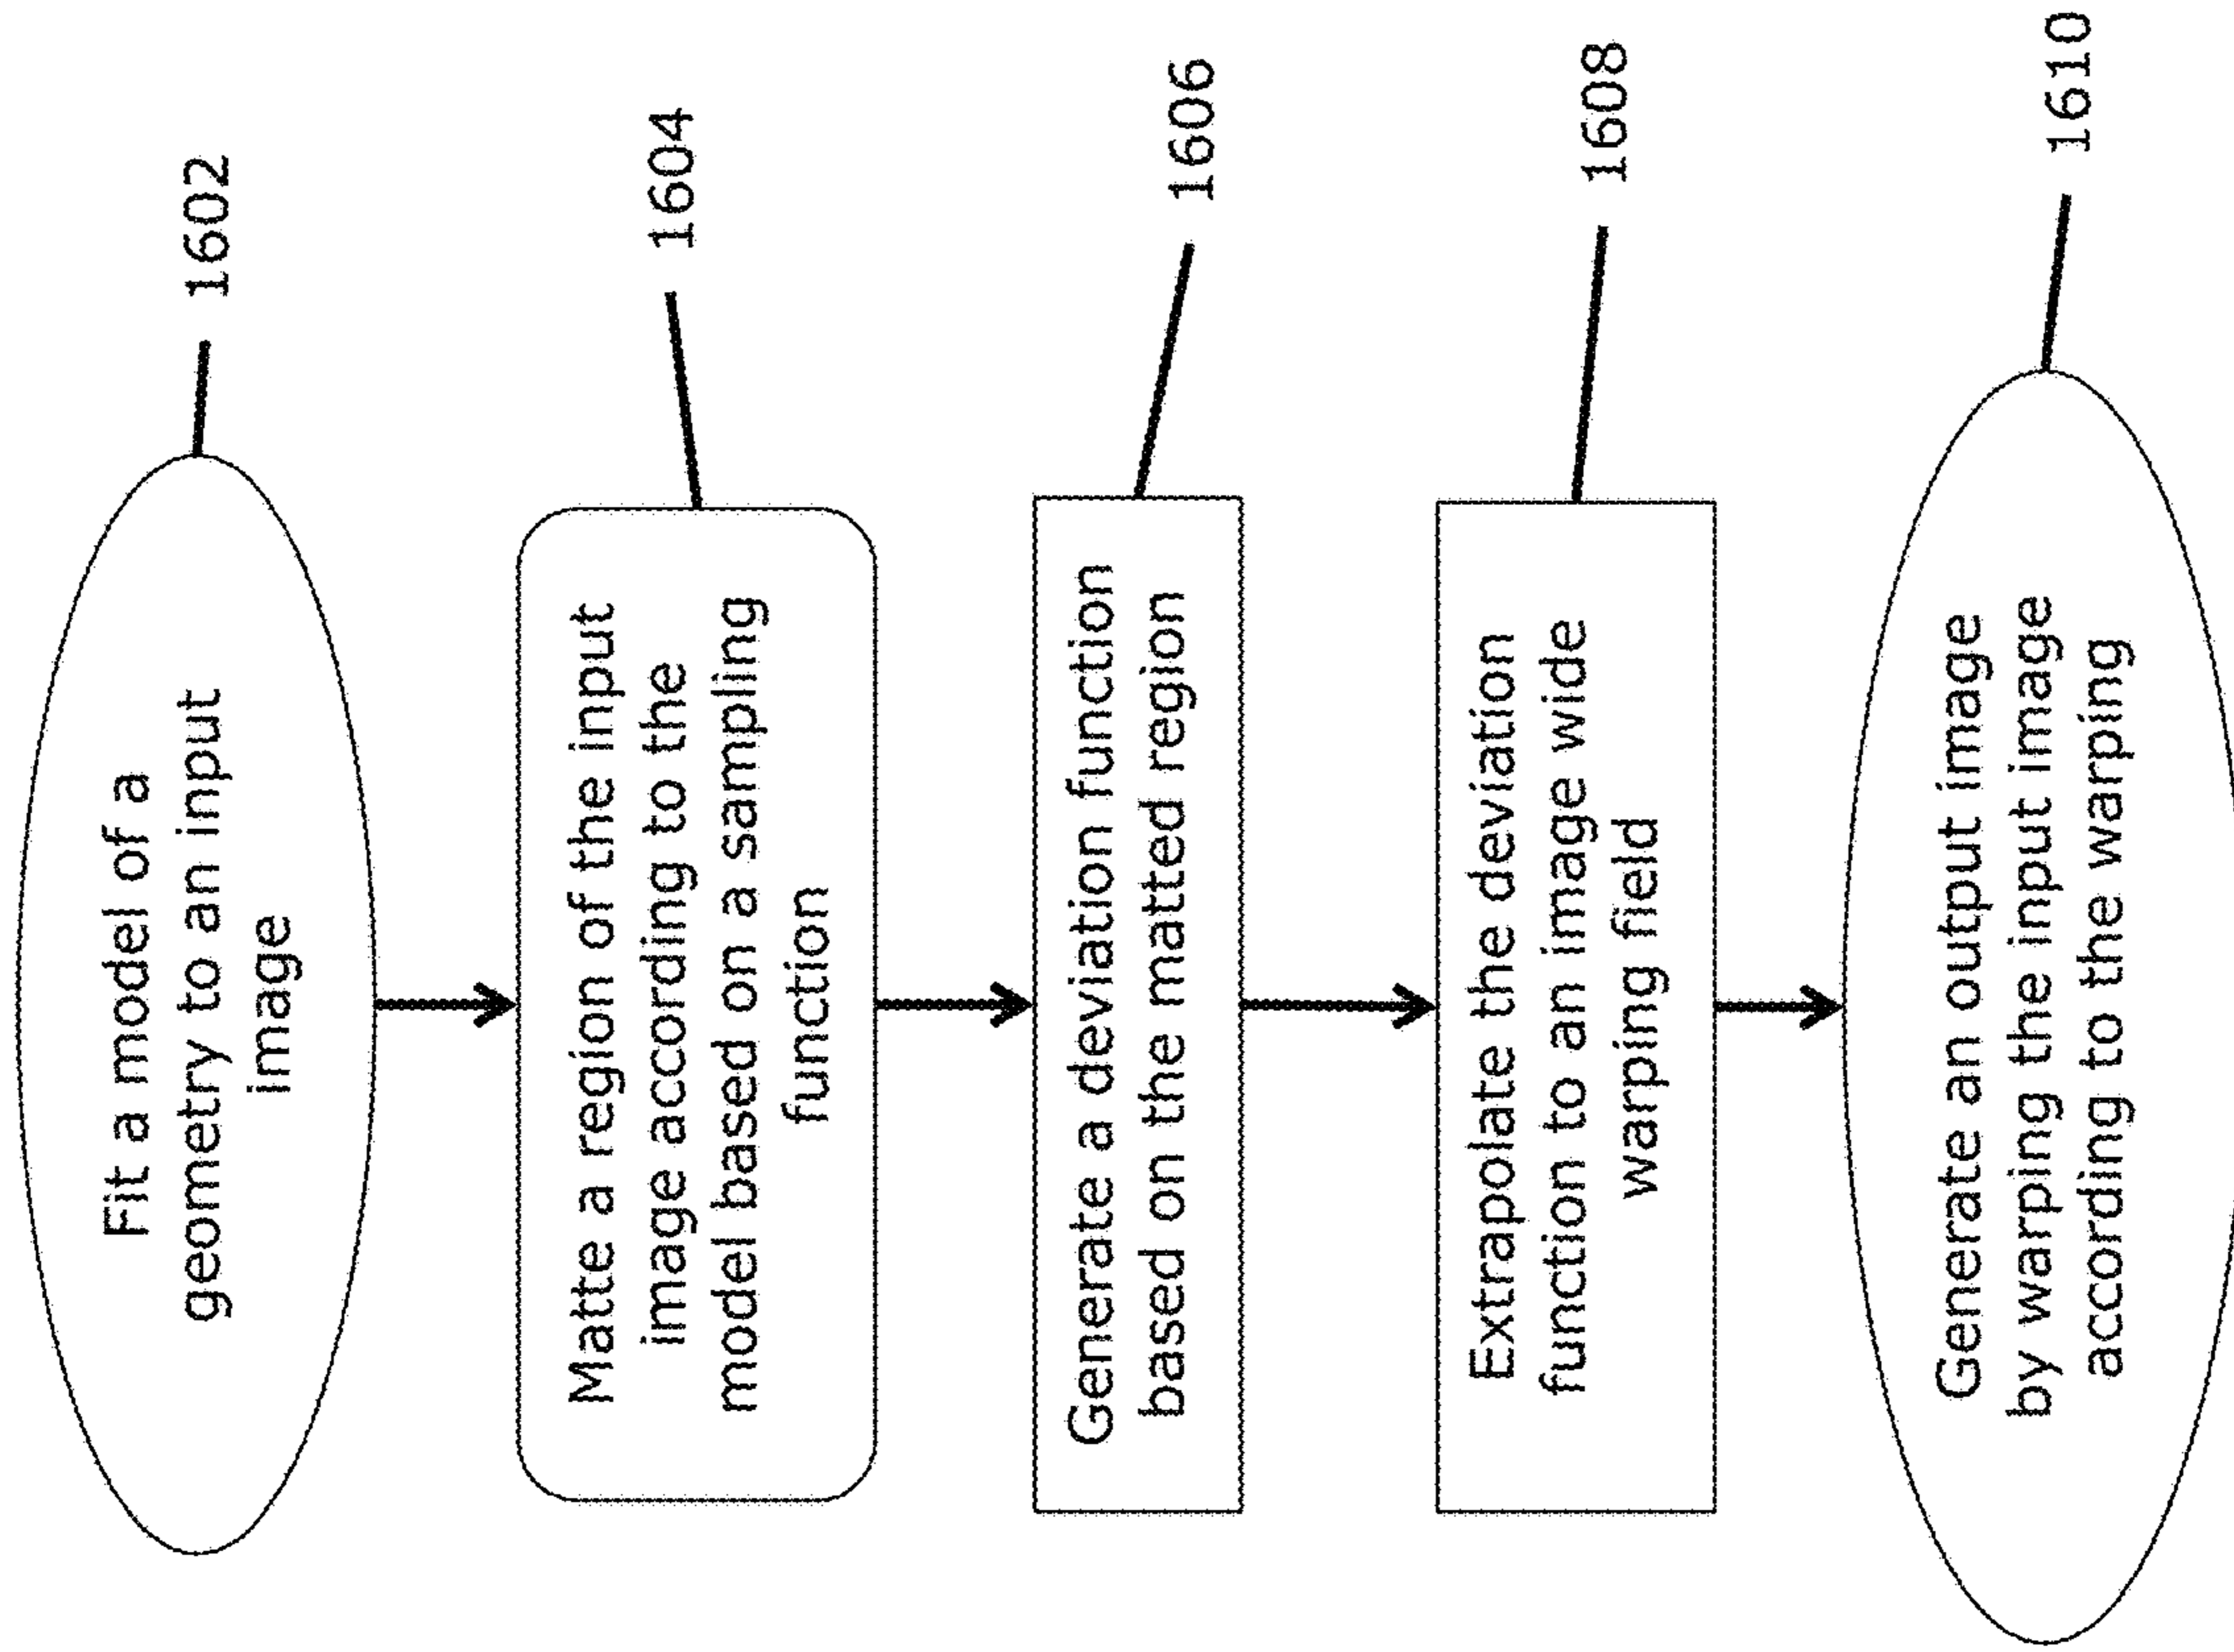 Fit a model of a
geometry to an input
image
1602
Matte a region of the input
image according to the
model based on a sampling
function
1604
Generate a deviation function
based on the matted region
1606
Extrapolate the deviation
function to an image wide
warping field
1608
Generate an output image
by warping the input image
according to the warping
1610